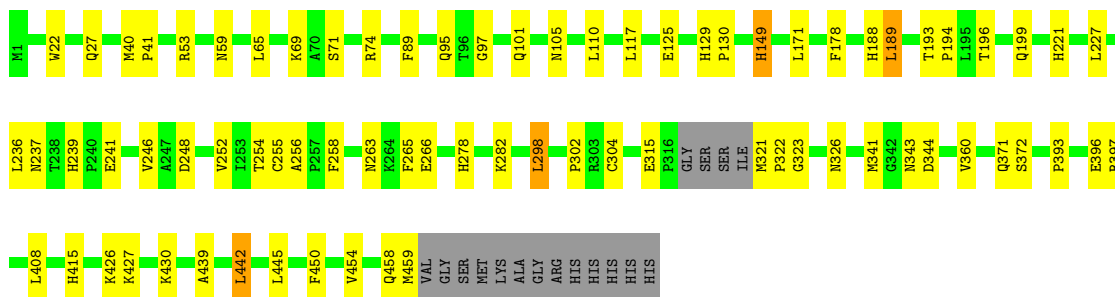 M1 W22 Q27 M40 P41 R53 N59 L65 K69 A70 S71 R74 F89 Q95 T96 G97 Q101 N105 L110 L117 E125 H129 P130 H149 L171 F178 H188 L189 T193 P194 L195 T196 Q199 H221 L227
L236 N237 T238 H239 P240 E241 V246 A247 D248 V252 I253 T254 C255 A256 P257 F258 N263 K264 F265 E266 H278 K282 L298 P302 R303 C304 E315 P316 GLY SER SER ILE M321 P322 G323 N326 M341 G342 N343 D344 V360 Q371 S372 P393 E396
L408 H415 K426 K427 K430 A439 L442 L445 F450 V454 Q458 M459 VAL GLY SER MET LYS ALA GLY ARG HIS HIS HIS HIS HIS HIS